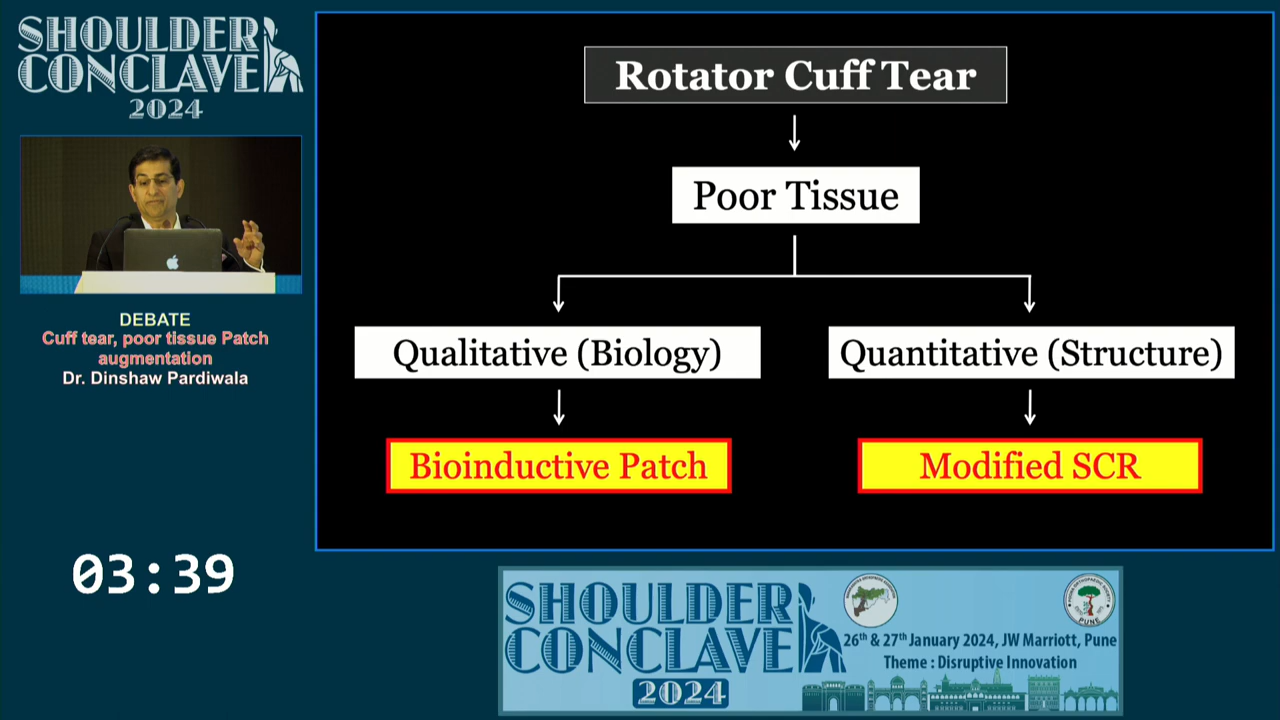 SHOULDER
CONCLAVE
2024
DEBATE
Cuff tear, poor tissue Patch
augmentation
Dr. Dinshaw Pardiwala
03:39
Rotator Cuff Tear
Poor Tissue
Qualitative (Biology)
Quantitative (Structure)
Bioinductive Patch
Modified SCR
SHOULDER
CONCLAVE
2024
26th & 27th January 2024, JW Marriott, Pune
Theme : Disruptive Innovation
PUNE